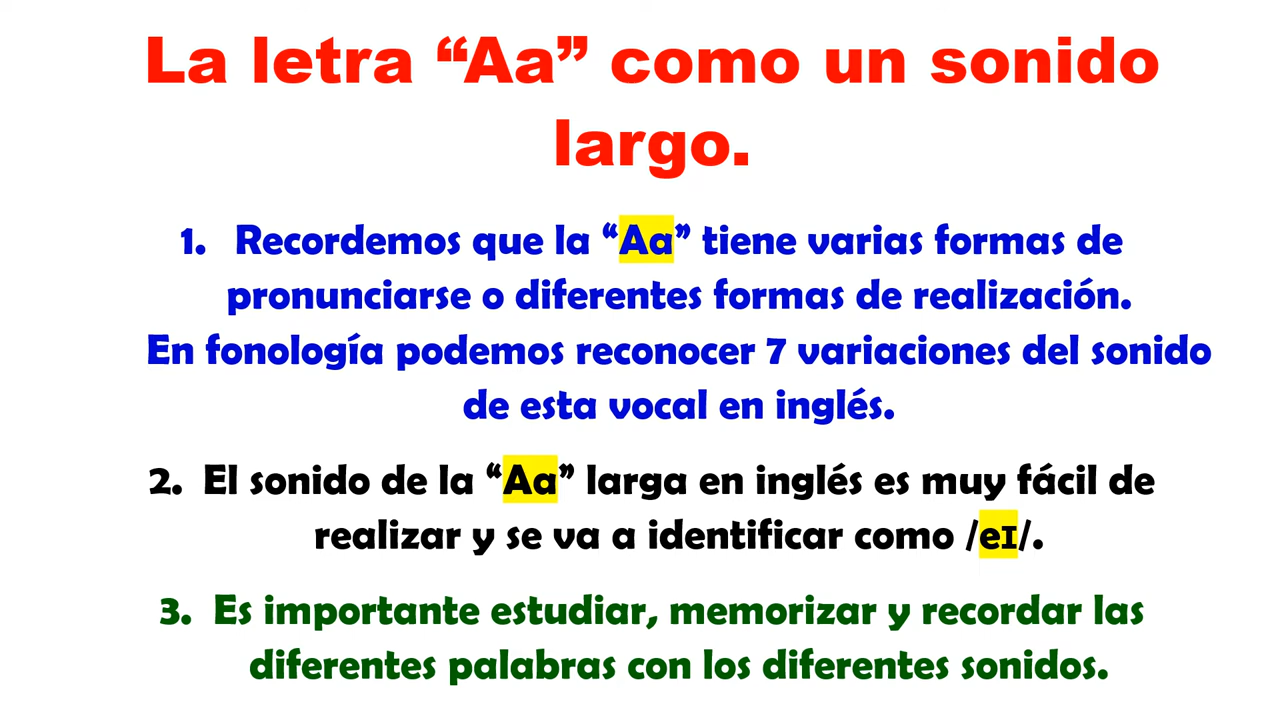 La letra “Aa” como un sonido
largo.
1. Recordemos que la “Aa” tiene varias formas de
pronunciarse o diferentes formas de realización.
En fonología podemos reconocer 7 variaciones del sonido
de esta vocal en inglés.
2. El sonido de la “Aa” larga en inglés es muy fácil de
realizar y se va a identificar como /eɪ/.
3. Es importante estudiar, memorizar y recordar las
diferentes palabras con los diferentes sonidos.